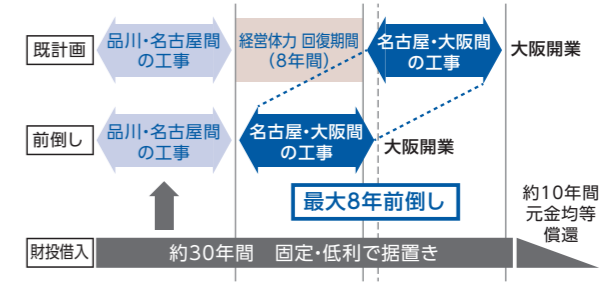 既計画
品川・名古屋間
の工事
経営体力 回復期間
(8年間)
名古屋・大阪間
の工事
大阪開業
前倒し
品川・名古屋間
の工事
名古屋・大阪間
の工事
大阪開業
最大8年前倒し
約10年間
元金均等
償還
財投借入
約30年間 固定・低利で据置き